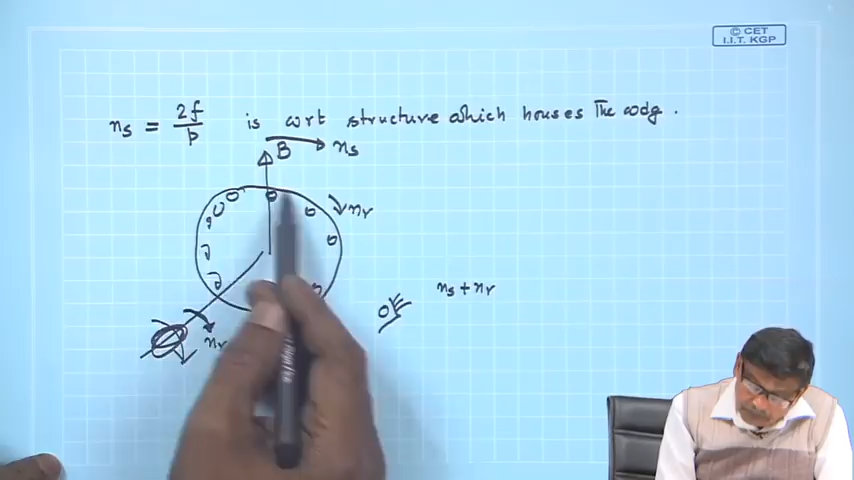 © CET
I.I.T. KGP
ns = 2f/p is wrt structure which houses The wdg.
B ns
nr
ns + nr
nr